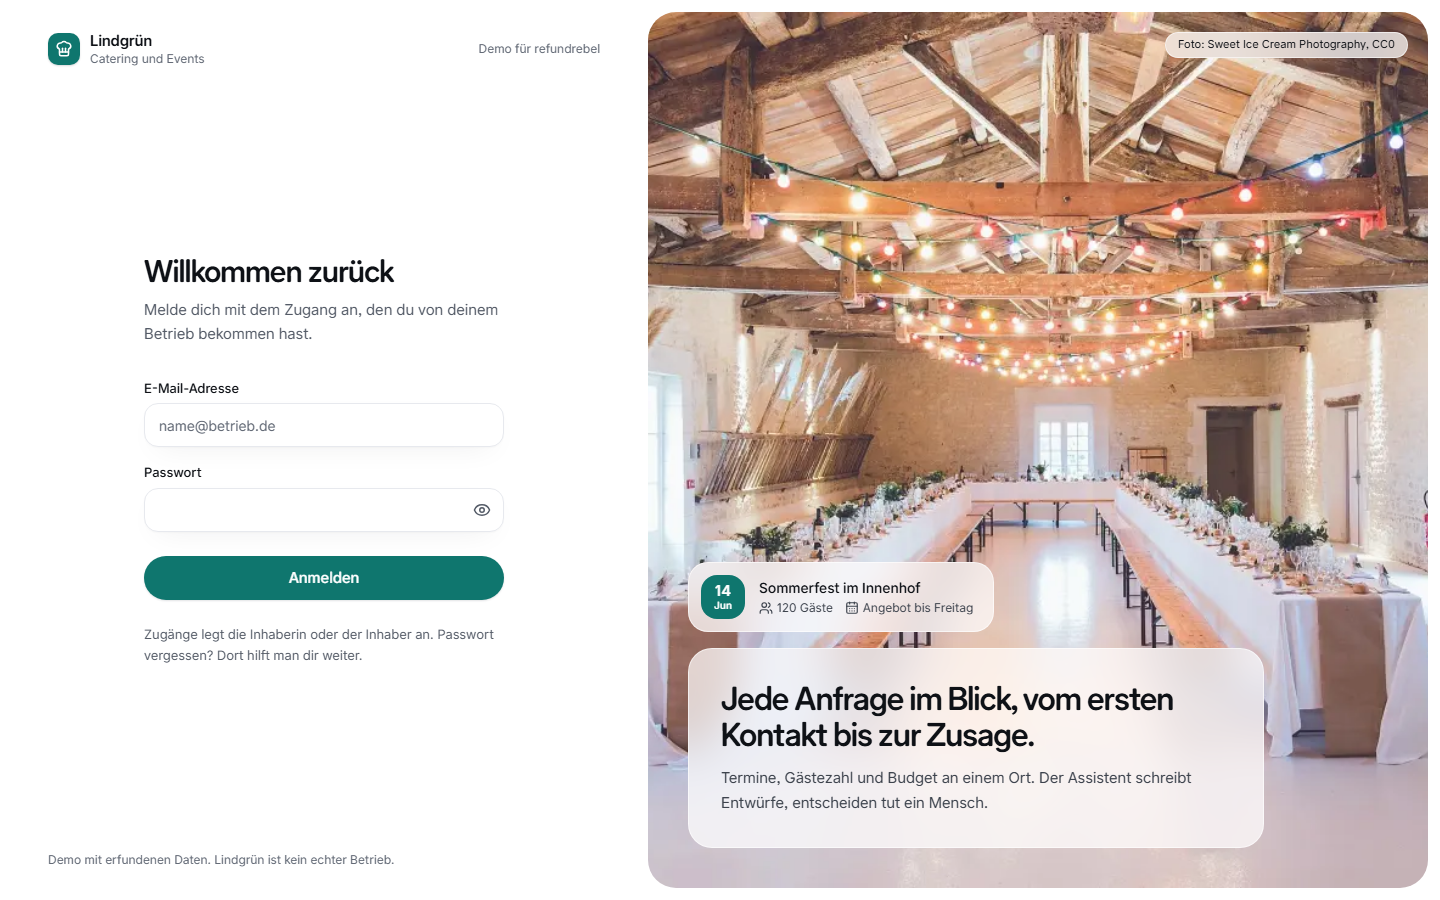 Lindgrün
Catering und Events
Demo für refundrebel
Willkommen zurück
Melde dich mit dem Zugang an, den du von deinem
Betrieb bekommen hast.
E-Mail-Adresse
name@betrieb.de
Passwort
Anmelden
Zugänge legt die Inhaberin oder der Inhaber an. Passwort
vergessen? Dort hilft man dir weiter.
Demo mit erfundenen Daten. Lindgrün ist kein echter Betrieb.
Foto: Sweet Ice Cream Photography, CC0
14
Jun
Sommerfest im Innenhof
120 Gäste
Angebot bis Freitag
Jede Anfrage im Blick, vom ersten
Kontakt bis zur Zusage.
Termine, Gästezahl und Budget an einem Ort. Der Assistent schreibt
Entwürfe, entscheiden tut ein Mensch.